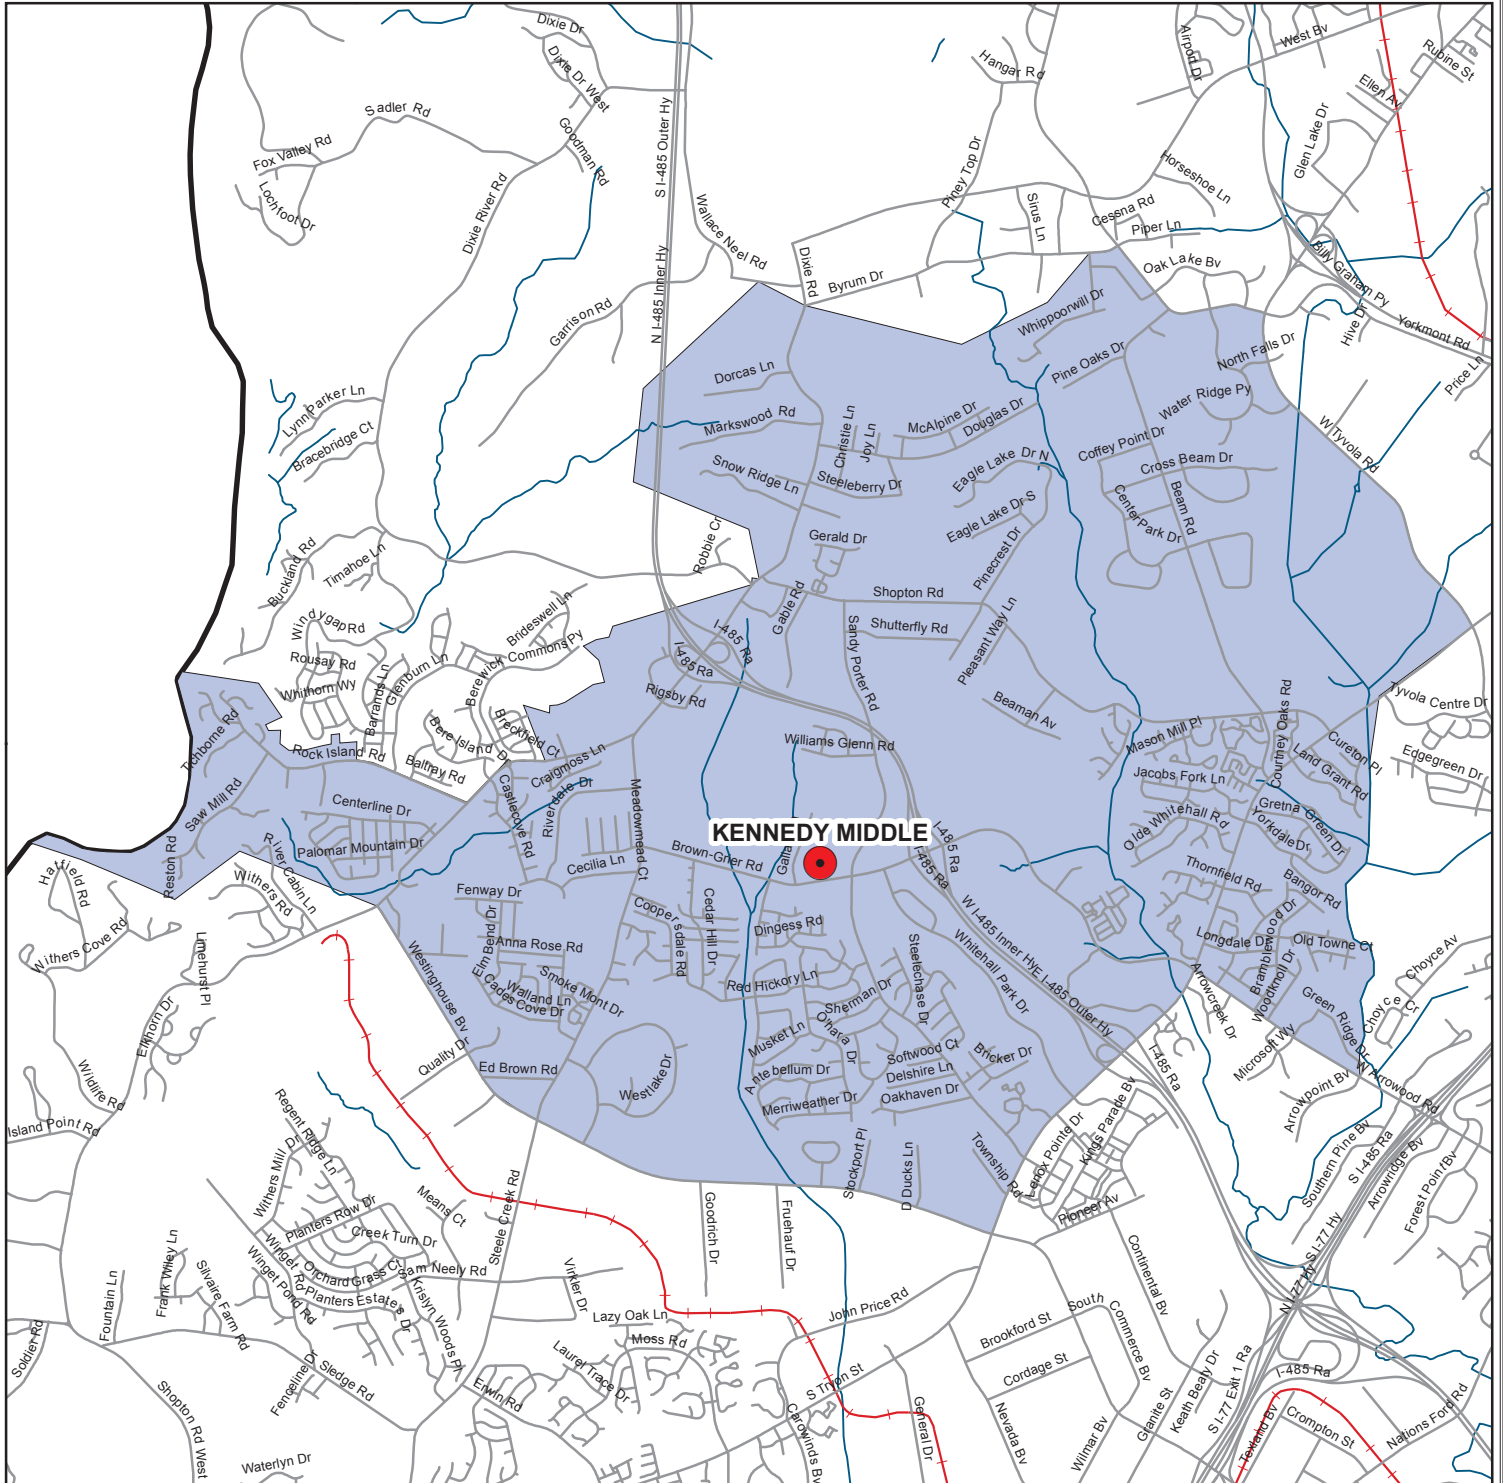 Dixie Dr
Dixie Dr West
Sadler Rd
Goodman Rd
Fox Valley Rd
Lochfoot Dr
Dixie River Rd
S I-485 Outer Hy
N I-485 Inner Hy
Wallace Neel Rd
Garrison Rd
Hangar Rd
Piney Top Dr
Sirus Ln
Airport Dr
West Bv
Rubine St
Ellen Av
Glen Lake Dr
Horseshoe Ln
Cessna Rd
Piper Ln
Dixie Rd
Byrum Dr
Oak Lake Bv
Billy Graham Py
Yorkmont Rd
Hive Dr
Price Ln
Whippoorwill Dr
Pine Oaks Dr
North Falls Dr
Water Ridge Py
W Tyvola Rd
Lynn Parker Ln
Bracebridge Ct
Dorcas Ln
Markswood Rd
Snow Ridge Ln
Christie Ln
Joy Ln
McAlpine Dr
Douglas Dr
Steeleberry Dr
Eagle Lake Dr N
Eagle Lake Dr S
Coffey Point Dr
Cross Beam Dr
CenterPark Dr
Beam Rd
Gerald Dr
Pinecrest Dr
Robbie Cr
Buckland Rd
Timahoe Ln
Windygap Rd
Rousay Rd
Whithorn Wy
Barrands Ln
Glenburn Ln
Brideswell Ln
Berewick Commons Py
Bere Island Dr
Breckfield Ct
Baltray Rd
Rock Island Rd
Craigmoss Ln
Tichborne Rd
Saw Mill Rd
Centerline Dr
Palomar Mountain Dr
Castlecove Rd
Riverdale Dr
Reston Rd
River Cabin Ln
Withers Rd
Hatfield Rd
Withers Cove Rd
Limehurst Pl
Elkhorn Dr
Wildlife Rd
Island Point Rd
Gable Rd
Shopton Rd
Shutterfly Rd
Sandy Porter Rd
Pleasant Way Ln
Beaman Av
I-485 Ra
I-485 Ra
Rigsby Rd
Williams Glenn Rd
Meadowmead Ct
Cecilia Ln
Brown-Grier Rd
KENNEDY MIDDLE
I-485 Ra
I-485 Ra
Mason Mill Pl
Courtney Oaks Rd
Jacobs Fork Ln
Land Grant Rd
Cureton Pl
Tyvola Centre Dr
Edgegreen Dr
Olde Whitehall Rd
Gretna Green Dr
Yorkdale Dr
Thornfield Rd
Bangor Rd
Longdale Dr
Bramblewood Dr
Woodknoll Dr
Old Towne Ct
Green Ridge Dr
Choyce Av
Choyce Cr
Arrowcreek Dr
Microsoft Wy
W Arrowood Rd
Arrowpoint Bv
Fenway Dr
Elm Bend Dr
Anna Rose Rd
Smoke Mont Dr
Walland Ln
Cades Cove Dr
Westinghouse Bv
Quality Dr
Ed Brown Rd
Westlake Dr
Coopersdale Rd
Cedar Hill Dr
Dingess Rd
Red Hickory Ln
Sherman Dr
Steelechase Dr
Whitehall Park Dr
W I-485 Inner Hy
E I-485 Outer Hy
I-485 Ra
Musket Ln
O'hara Dr
Softwood Ct
Bricker Dr
Antebellum Dr
Delshire Ln
Merriweather Dr
Oakhaven Dr
Stockport Pl
D Ducks Ln
Township Rd
Lenox Pointe Dr
Kings Parade Bv
Pioneer Av
Southern Pine Bv
S I-485 Ra
Arrowridge Bv
Forest Point Bv
S I-77 Hy
N I-77 Hy
Regent Ridge Ln
Withers Mill Dr
Planters Row Dr
Creek Turn Dr
Means Ct
Winget Rd
Winget Pond Rd
Orchard Grass Ct
Planters Estates Dr
Sam Neely Rd
Krislyn Woods Pl
Steele Creek Rd
Frank Wiley Ln
Silvaire Farm Rd
Fountain Ln
Soldier Rd
Shopton Rd West
Fenceline Dr
Sledge Rd
Waterlyn Dr
Erwin Rd
Virkler Dr
Goodrich Dr
Fruehauf Dr
Lazy Oak Ln
Moss Rd
Laurel Trace Dr
John Price Rd
S Tryon St
Carowinds Bv
General Dr
Brookford St
South
Commerce Bv
Cordage St
Continental Bv
Nevada Bv
Wilmar Bv
Granite St
Keath Bealy Dr
S I-77 Exit 1 Ra
I-485 Ra
Texland Bv
Crompton St
Nations Ford Rd